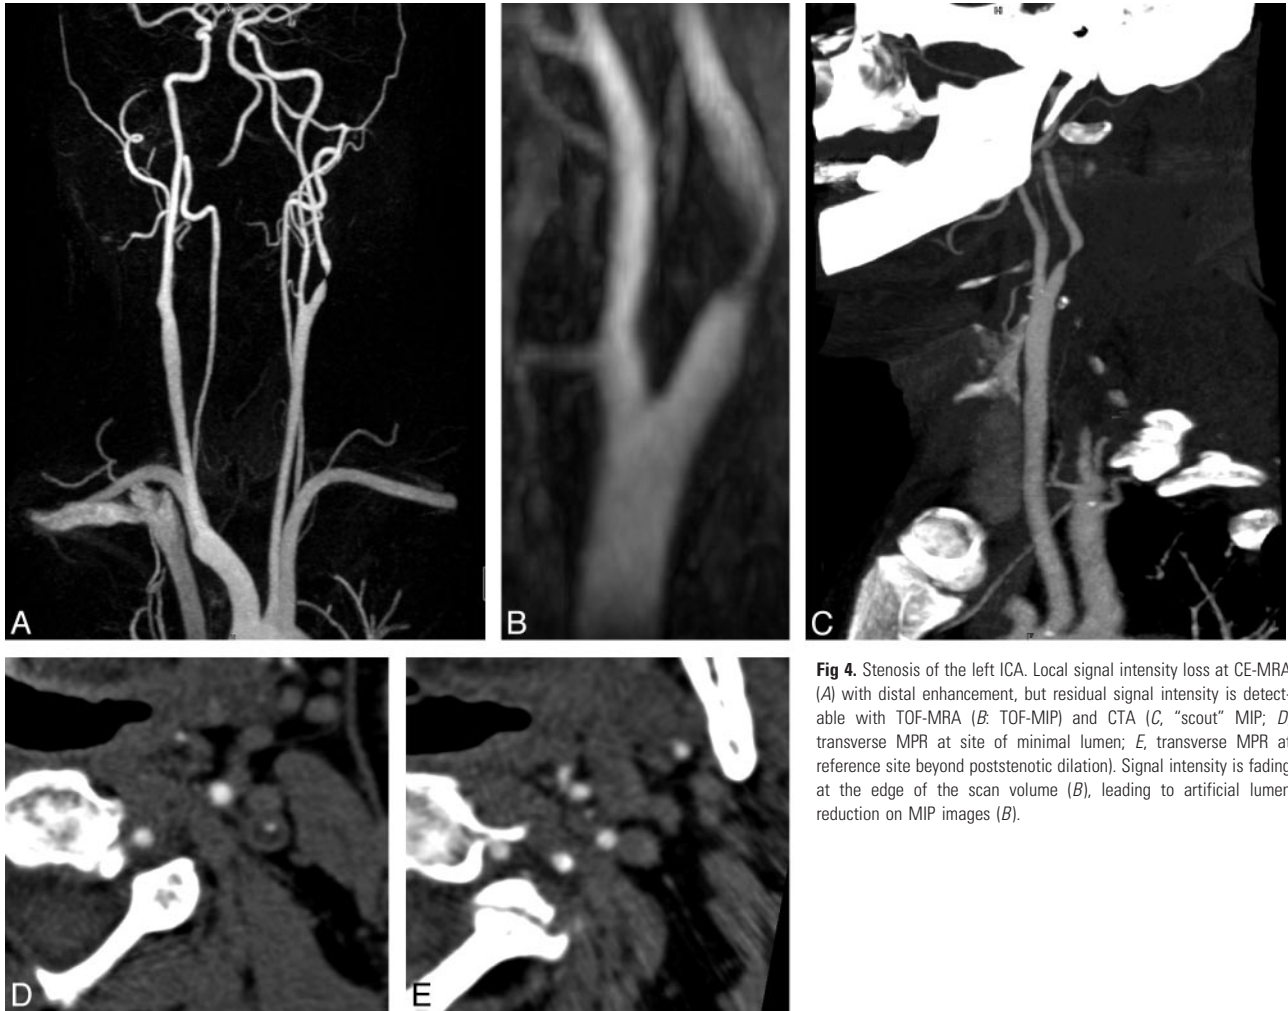 A
B
C
D
E
Fig 4. Stenosis of the left ICA. Local signal intensity loss at CE-MRA
(A) with distal enhancement, but residual signal intensity is detect-
able with TOF-MRA (B: TOF-MIP) and CTA (C, “scout” MIP; D,
transverse MPR at site of minimal lumen; E, transverse MPR at
reference site beyond poststenotic dilation). Signal intensity is fading
at the edge of the scan volume (B), leading to artificial lumen
reduction on MIP images (B).